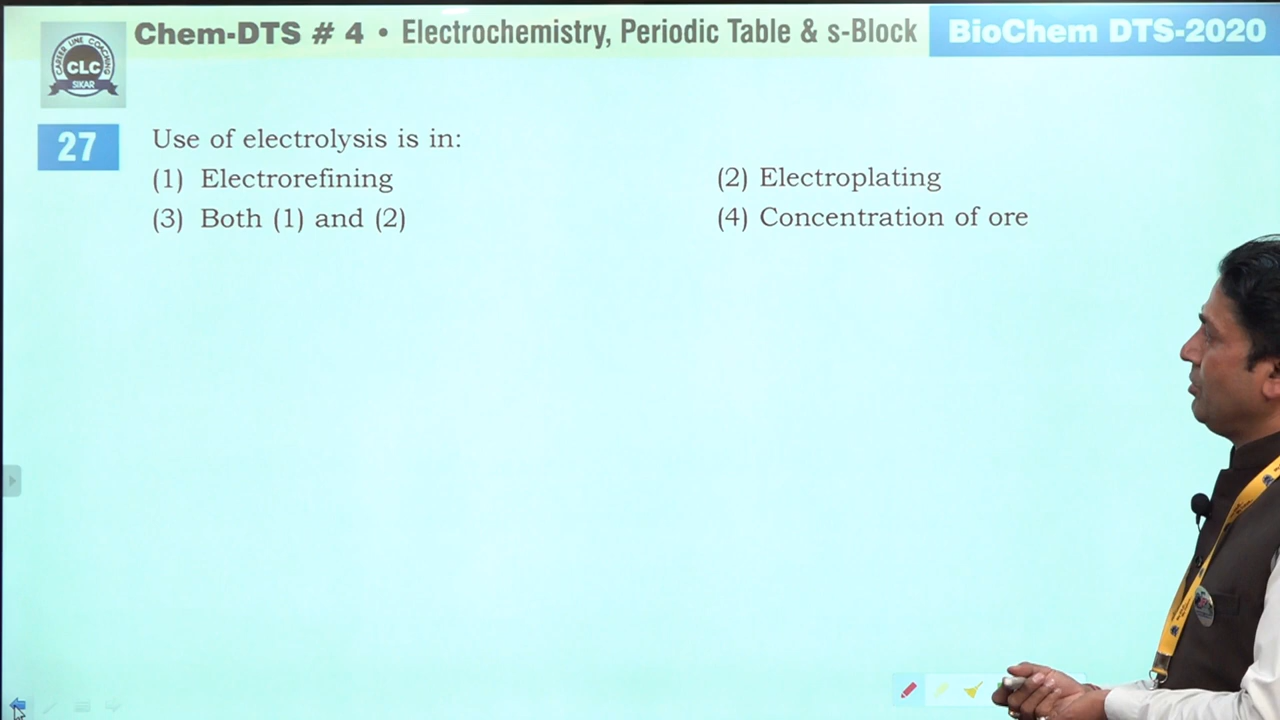 Chem-DTS # 4 • Electrochemistry, Periodic Table & s-Block
BioChem DTS-2020
CAREER LINE COACHING
CLC
SIKAR
27
Use of electrolysis is in:
(1) Electrorefining
(2) Electroplating
(3) Both (1) and (2)
(4) Concentration of ore